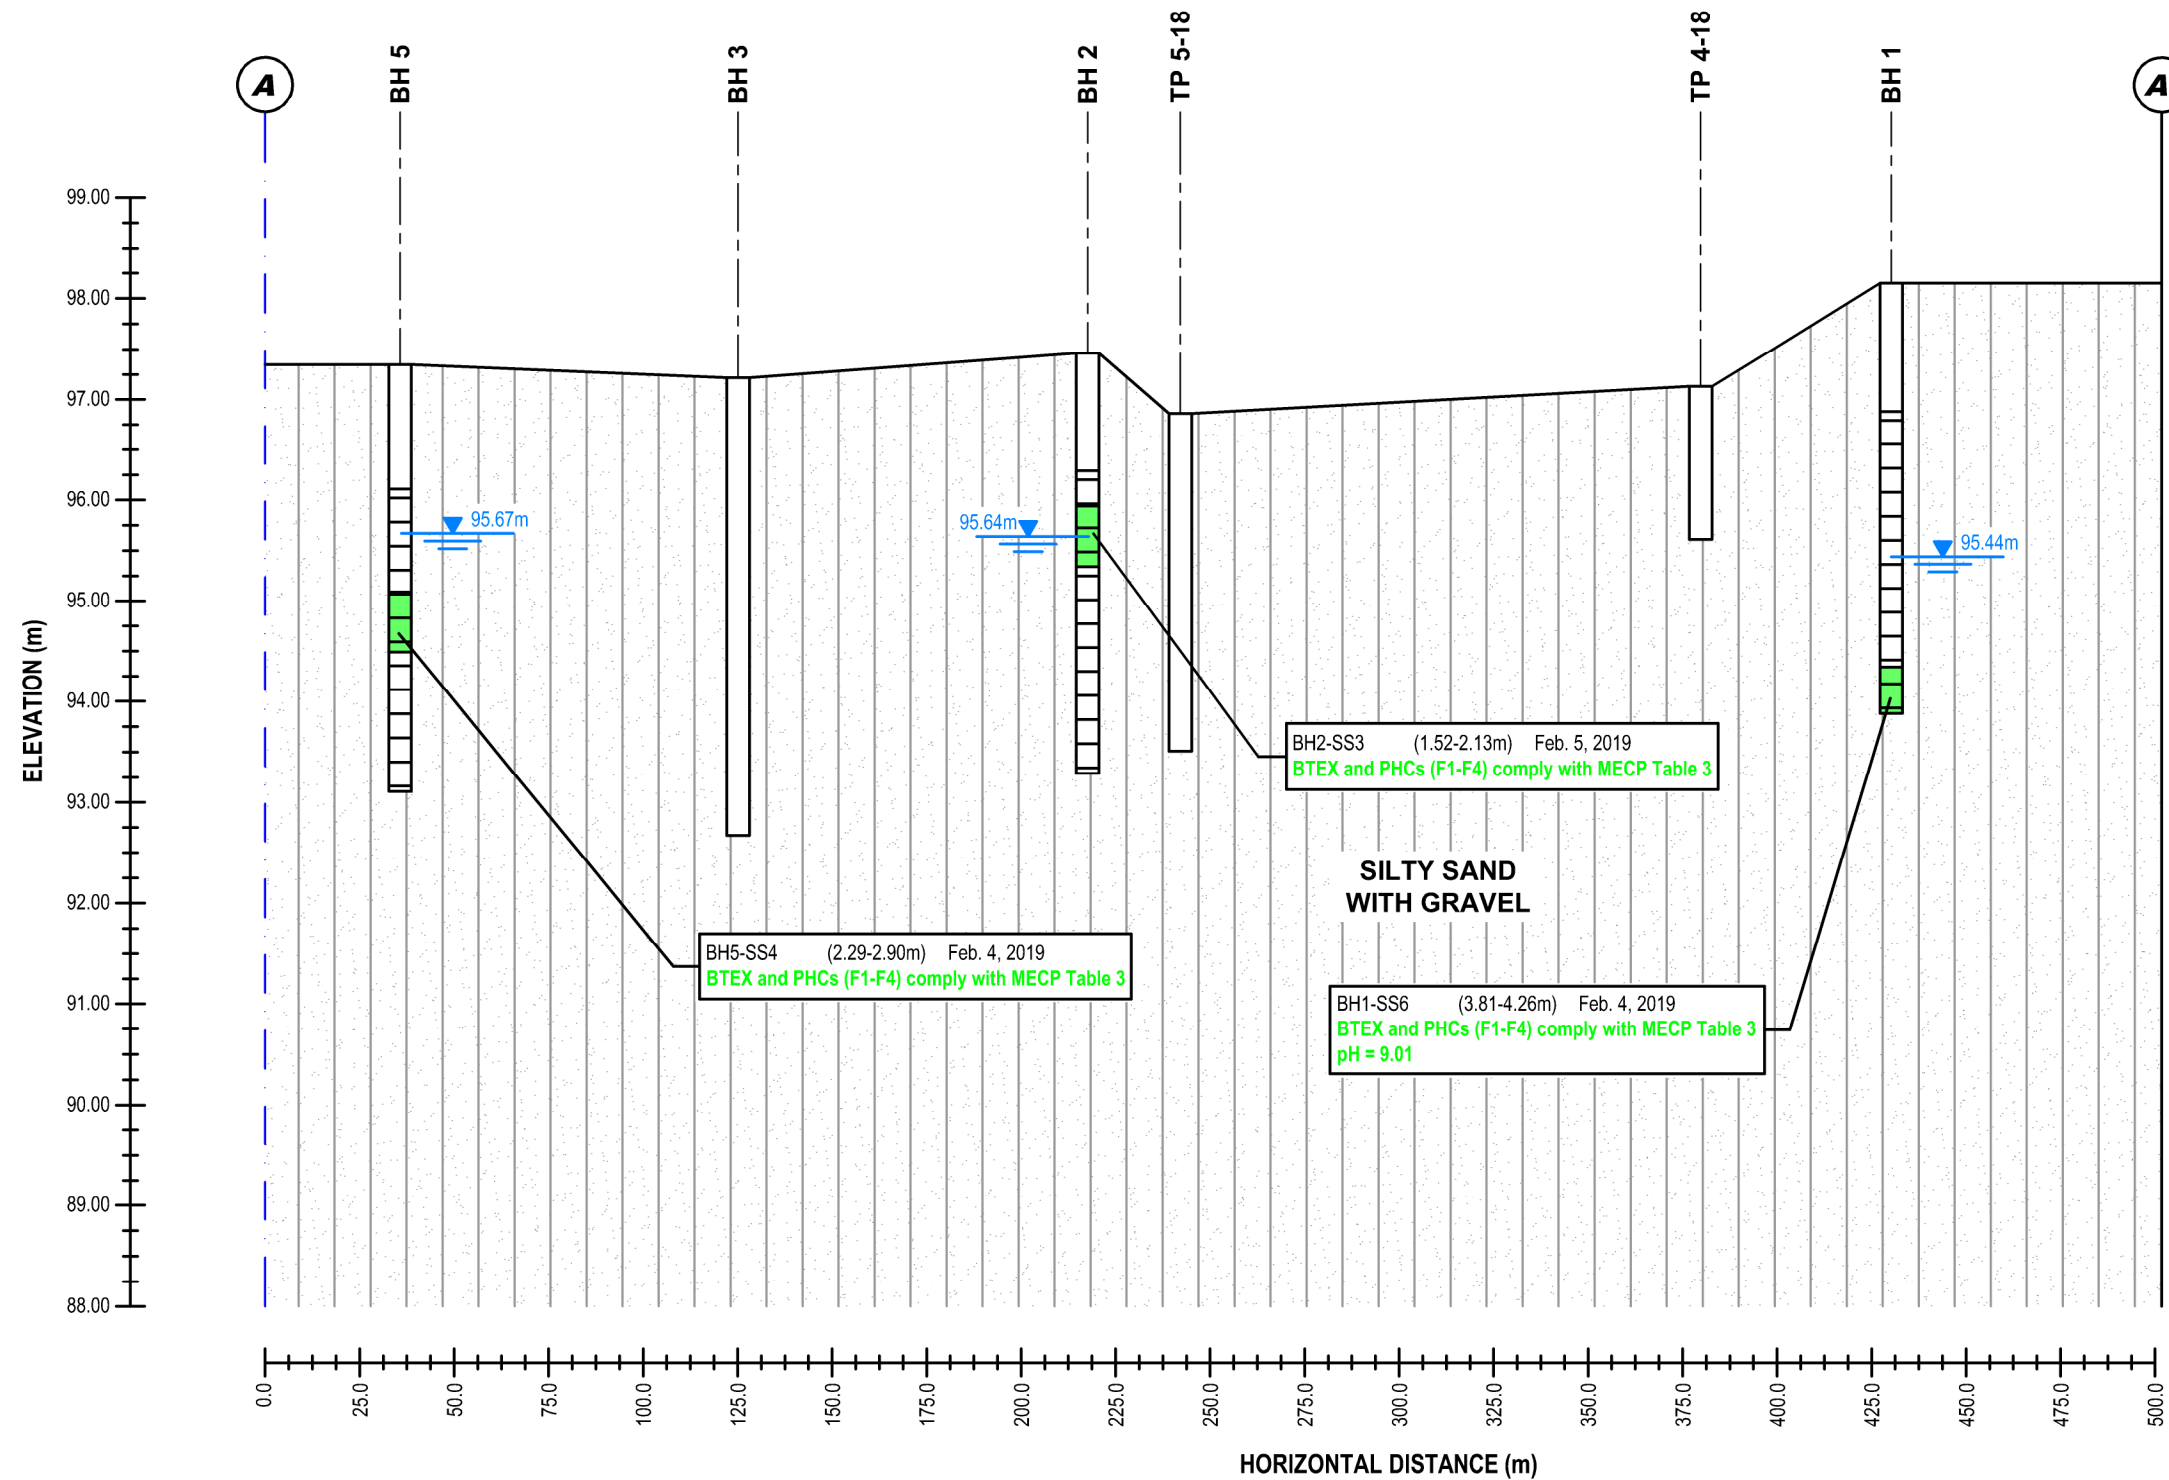 A
BH 5
BH 3
BH 2
TP 5-18
TP 4-18
BH 1
A
ELEVATION (m)
99.00
98.00
97.00
96.00
95.00
94.00
93.00
92.00
91.00
90.00
89.00
88.00
95.67m
95.64m
95.44m
BH2-SS3 (1.52-2.13m) Feb. 5, 2019
BTEX and PHCs (F1-F4) comply with MECP Table 3
SILTY SAND
WITH GRAVEL
BH5-SS4 (2.29-2.90m) Feb. 4, 2019
BTEX and PHCs (F1-F4) comply with MECP Table 3
BH1-SS6 (3.81-4.26m) Feb. 4, 2019
BTEX and PHCs (F1-F4) comply with MECP Table 3
pH = 9.01
0.0
25.0
50.0
75.0
100.0
125.0
150.0
175.0
200.0
225.0
250.0
275.0
300.0
325.0
350.0
375.0
400.0
425.0
450.0
475.0
500.0
HORIZONTAL DISTANCE (m)